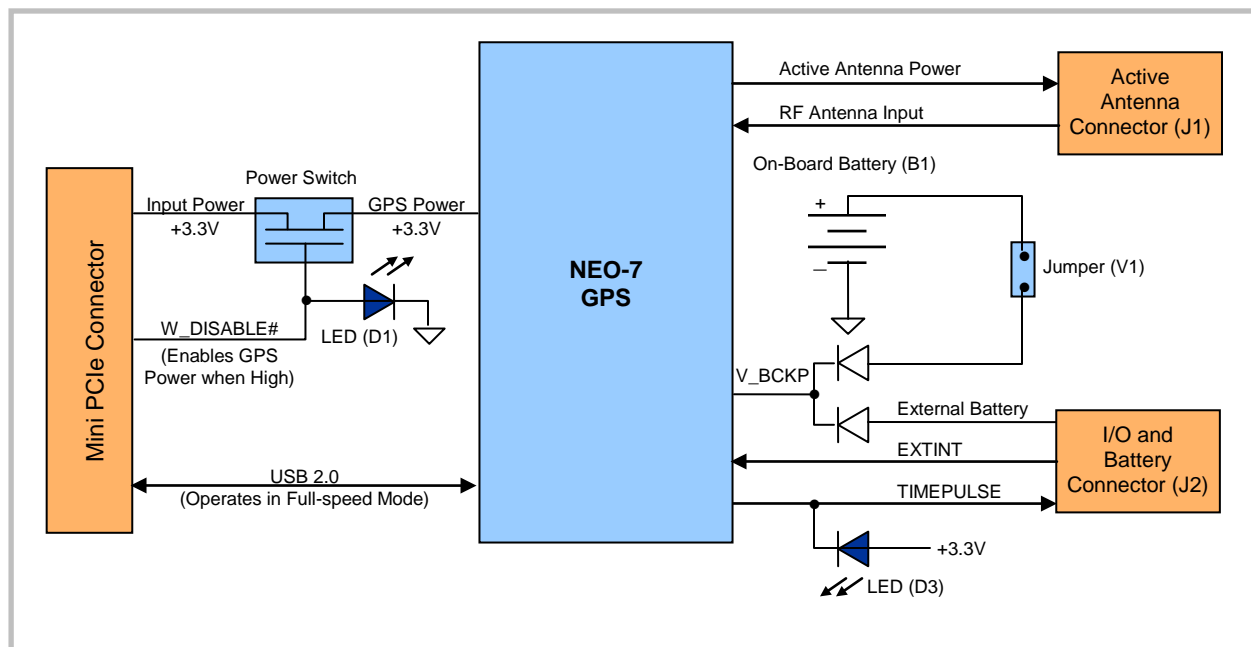 Mini PCIe Connector
Input Power
+3.3V
Power Switch
GPS Power
+3.3V
LED (D1)
W_DISABLE#
(Enables GPS
Power when High)
USB 2.0
(Operates in Full-speed Mode)
NEO-7
GPS
Active Antenna Power
RF Antenna Input
Active
Antenna
Connector (J1)
On-Board Battery (B1)
+
–
Jumper (V1)
V_BCKP
External Battery
EXTINT
TIMEPULSE
I/O and
Battery
Connector (J2)
+3.3V
LED (D3)